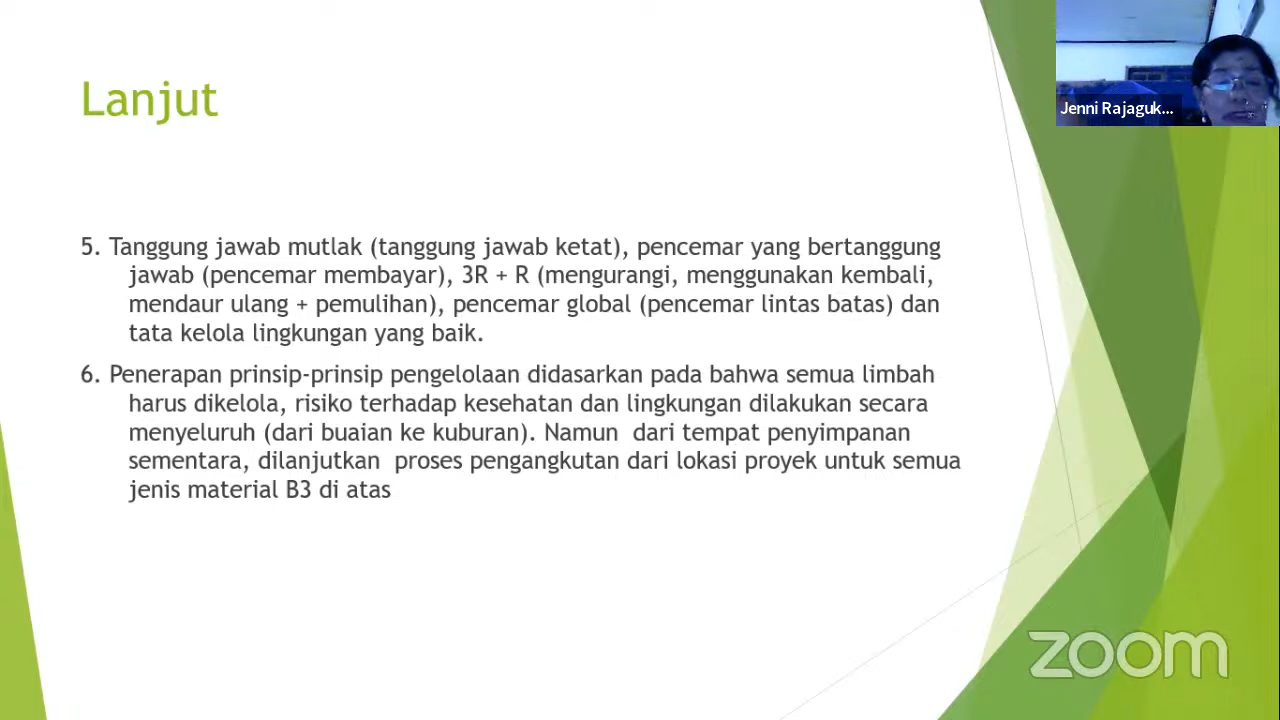 Lanjut
Jenni Rajaguk...
5. Tanggung jawab mutlak (tanggung jawab ketat), pencemar yang bertanggung
jawab (pencemar membayar), 3R + R (mengurangi, menggunakan kembali,
mendaur ulang + pemulihan), pencemar global (pencemar lintas batas) dan
tata kelola lingkungan yang baik.
6. Penerapan prinsip-prinsip pengelolaan didasarkan pada bahwa semua limbah
harus dikelola, risiko terhadap kesehatan dan lingkungan dilakukan secara
menyeluruh (dari buaian ke kuburan). Namun dari tempat penyimpanan
sementara, dilanjutkan proses pengangkutan dari lokasi proyek untuk semua
jenis material B3 di atas
zoom